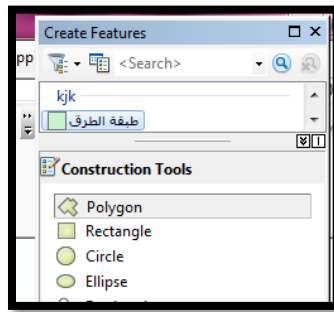 Create Features
pp
<Search>
kjk
طبقة الطرق
Construction Tools
Polygon
Rectangle
Circle
Ellipse